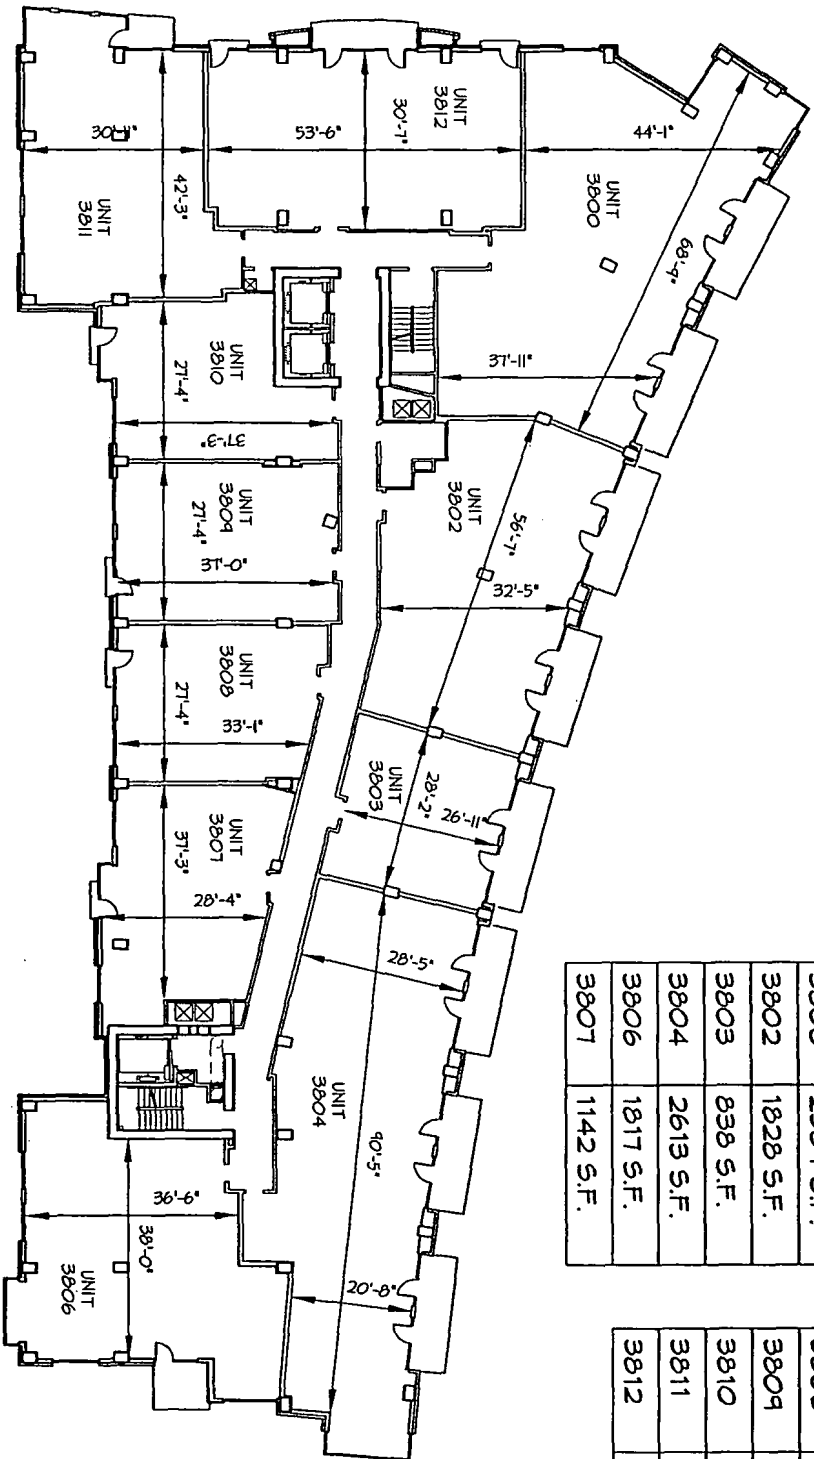 UNIT
3811
30'-11"
42'-3"
UNIT
3812
53'-6"
30'-7"
UNIT
3800
44'-1"
68'-9"
37'-11"
UNIT
3810
27'-4"
37'-3"
UNIT
3809
27'-4"
37'-0"
UNIT
3808
27'-4"
33'-1"
UNIT
3807
37'-3"
28'-4"
UNIT
3802
56'-7"
32'-5"
UNIT
3803
28'-2"
26'-11"
UNIT
3804
28'-5"
90'-5"
20'-8"
UNIT
3806
36'-6"
38'-0"
3802 1828 S.F.
3803 838 S.F.
3804 2613 S.F.
3806 1817 S.F.
3807 1142 S.F.
3809
3810
3811
3812